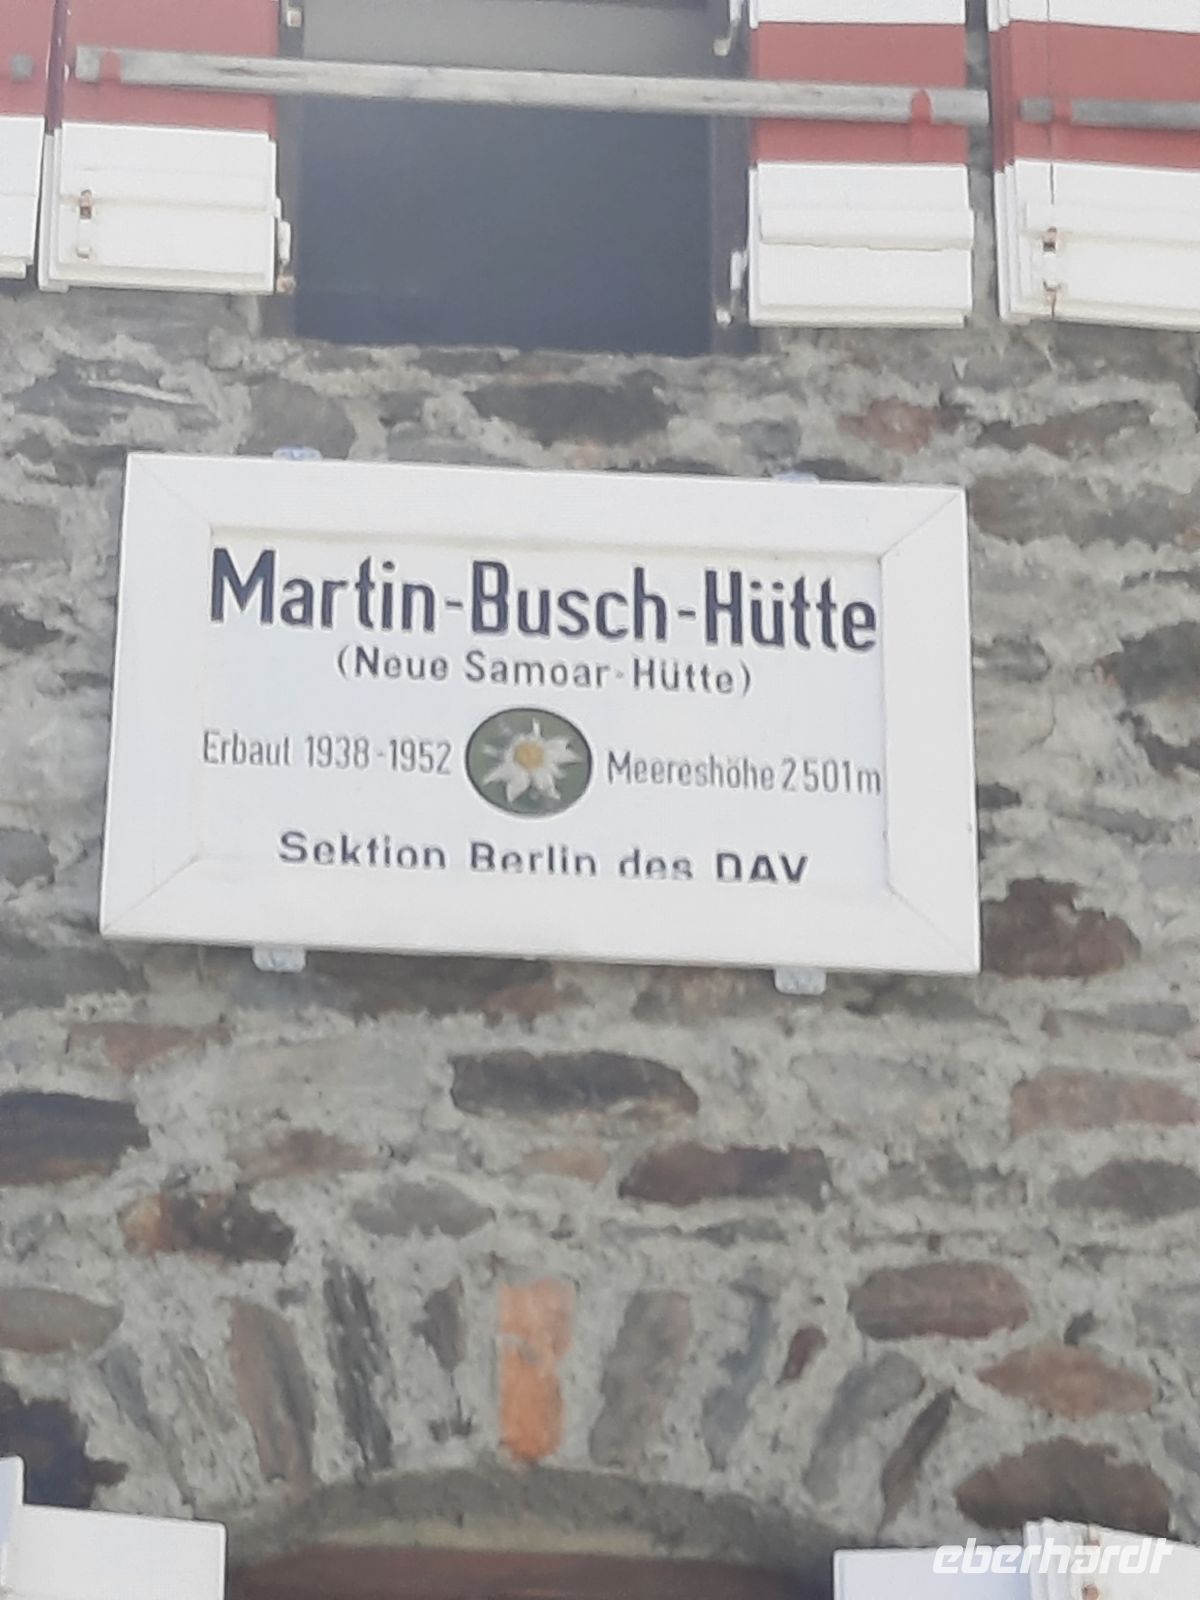 Martin-Busch-Hütte
(Neue Samoar-Hütte)
Erbaut 1938-1952 Meereshöhe 2501m
Sektion Berlin des DAV
eberhardt